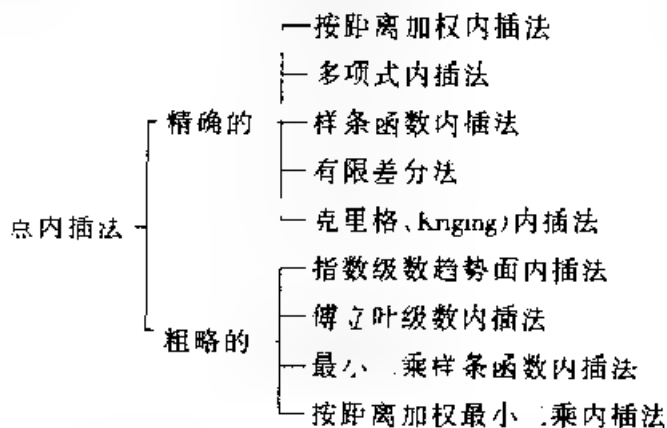 按距离加权内插法
多项式内插法
精确的
样条函数内插法
有限差分法
点内插法
克里格、Kriging)内插法
指数级数趋势面内插法
傅立叶级数内插法
粗略的
最小二乘样条函数内插法
按距离加权最小二乘内插法